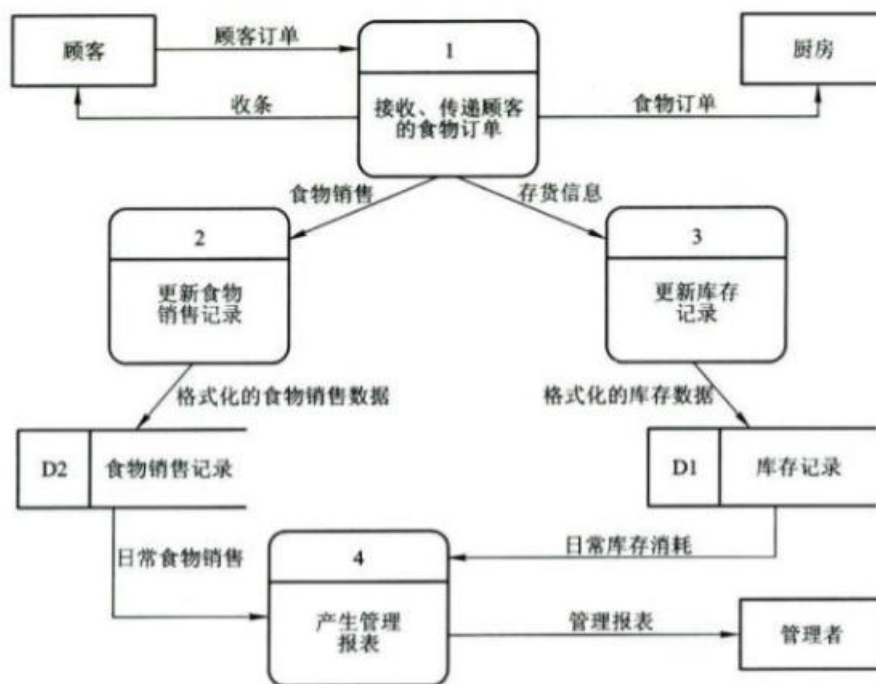 顾客
顾客订单
收条
1
接收、传递顾客
的食物订单
食物订单
厨房
食物销售
存货信息
2
更新食物
销售记录
3
更新库存
记录
格式化的食物销售数据
格式化的库存数据
D2
食物销售记录
D1
库存记录
日常食物销售
日常库存消耗
4
产生管理
报表
管理报表
管理者